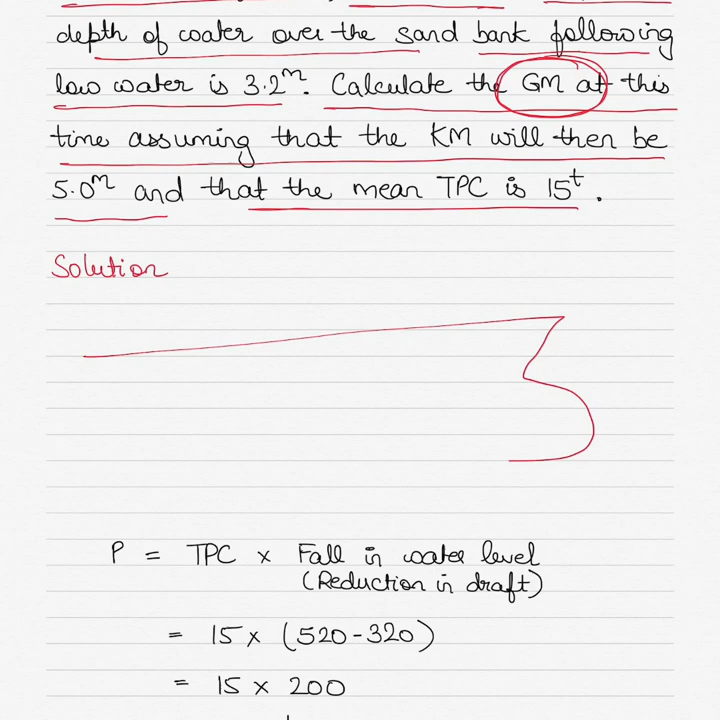 depth of water over the sand bank following
low water is 3.2m. Calculate the GM at this
time assuming that the KM will then be
5.0m and that the mean TPC is 15t.
Solution
P = TPC × Fall in water level
(Reduction in draft)
= 15 × (520-320)
= 15 × 200